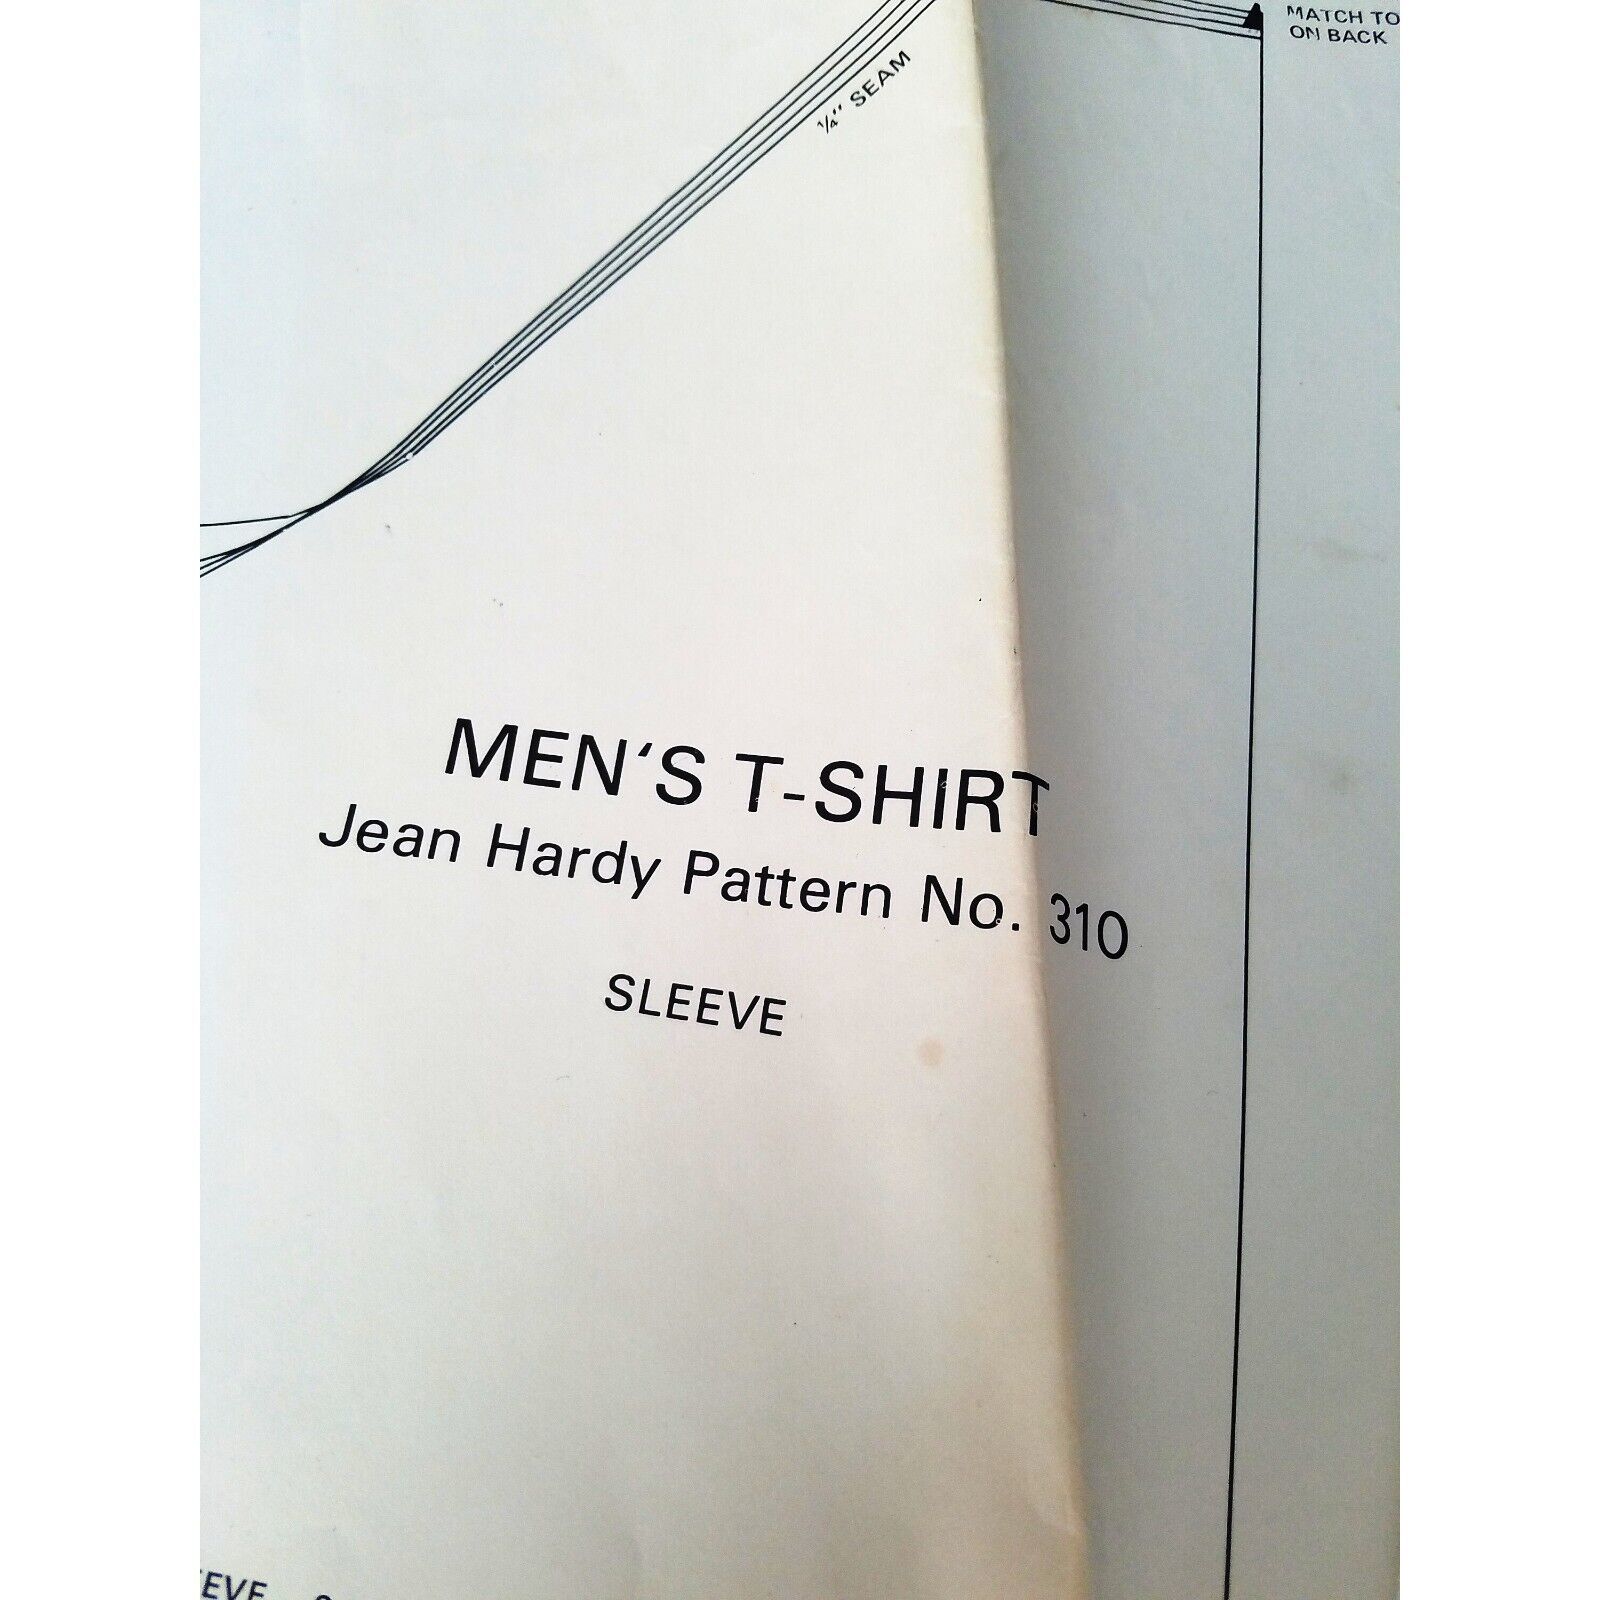 MATCH TO
ON BACK
1/4" SEAM
MEN'S T-SHIRT
Jean Hardy Pattern No. 310
SLEEVE